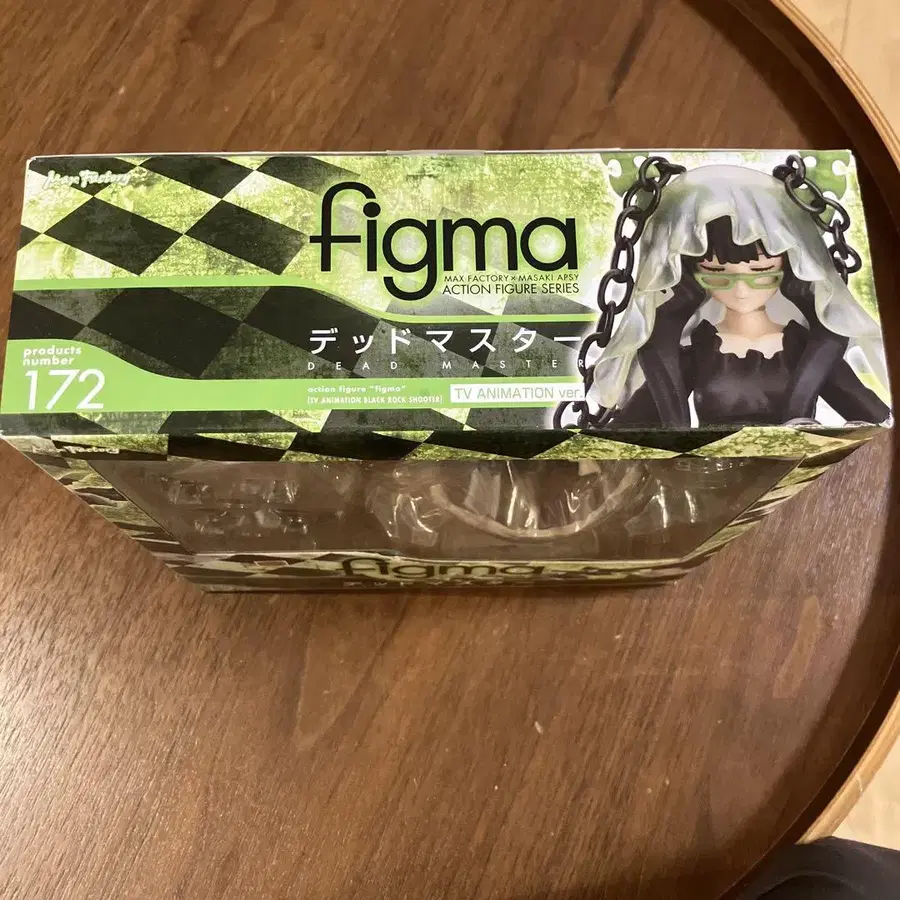 Max Factory
figma
MAX FACTORY × MASAKI APSY
ACTION FIGURE SERIES
デッドマスター
DEAD MASTER
products
number
172
action figure "figma"
[TV ANIMATION BLACK ROCK SHOOTER]
TV ANIMATION ver.
figma